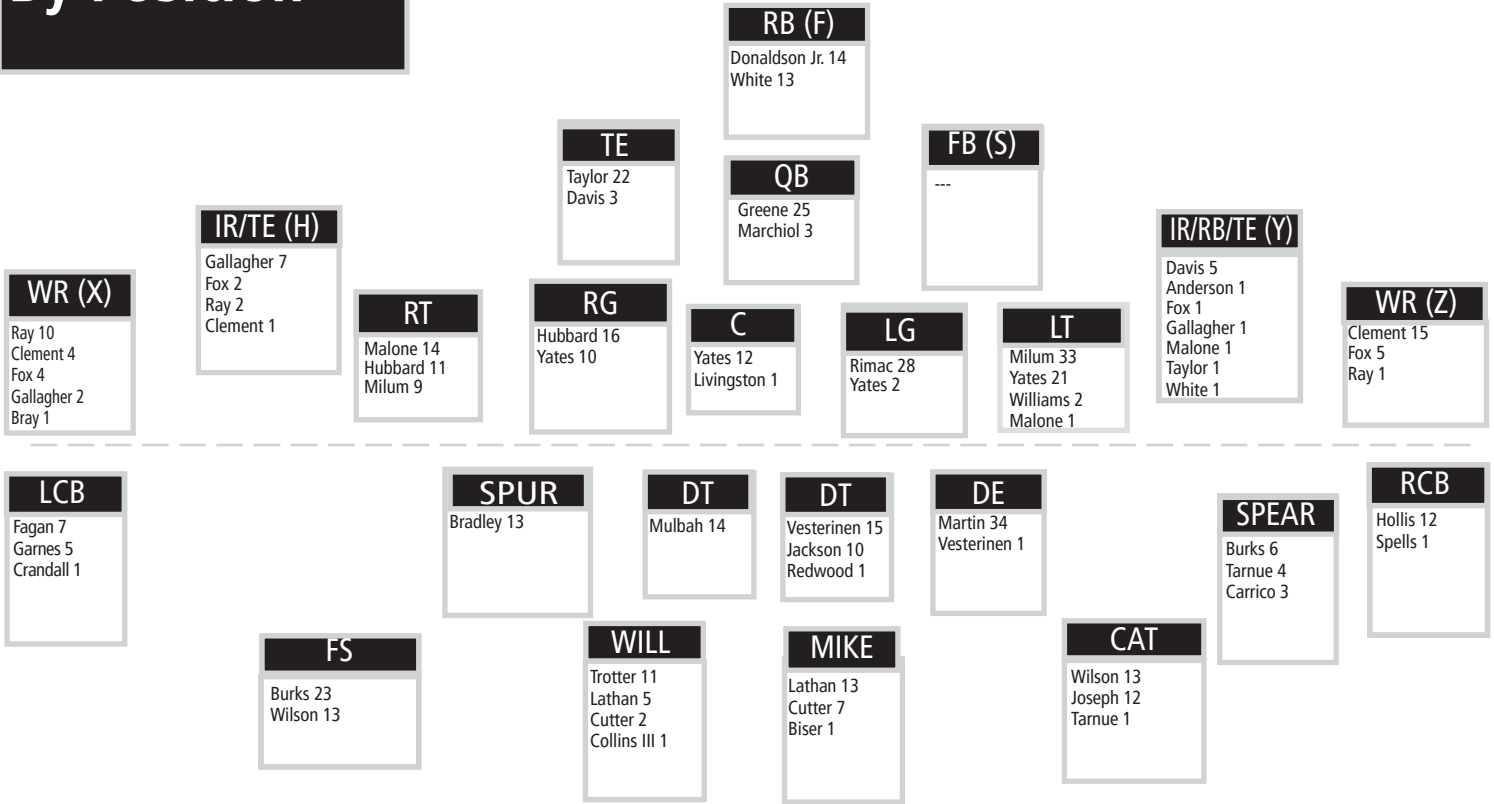 By Position
RB (F)
Donaldson Jr. 14
White 13
TE
Taylor 22
Davis 3
QB
Greene 25
Marchiol 3
FB (S)
---
IR/TE (H)
Gallagher 7
Fox 2
Ray 2
Clement 1
IR/RB/TE (Y)
Davis 5
Anderson 1
Fox 1
Gallagher 1
Malone 1
Taylor 1
White 1
WR (X)
Ray 10
Clement 4
Fox 4
Gallagher 2
Bray 1
RT
Malone 14
Hubbard 11
Milum 9
RG
Hubbard 16
Yates 10
C
Yates 12
Livingston 1
LG
Rimac 28
Yates 2
LT
Milum 33
Yates 21
Williams 2
Malone 1
WR (Z)
Clement 15
Fox 5
Ray 1
LCB
Fagan 7
Garnes 5
Crandall 1
SPUR
Bradley 13
DT
Mulbah 14
DT
Vesterinen 15
Jackson 10
Redwood 1
DE
Martin 34
Vesterinen 1
SPEAR
Burks 6
Tarnue 4
Carrico 3
RCB
Hollis 12
Spells 1
FS
Burks 23
Wilson 13
WILL
Trotter 11
Lathan 5
Cutter 2
Collins III 1
MIKE
Lathan 13
Cutter 7
Biser 1
CAT
Wilson 13
Joseph 12
Tarnue 1